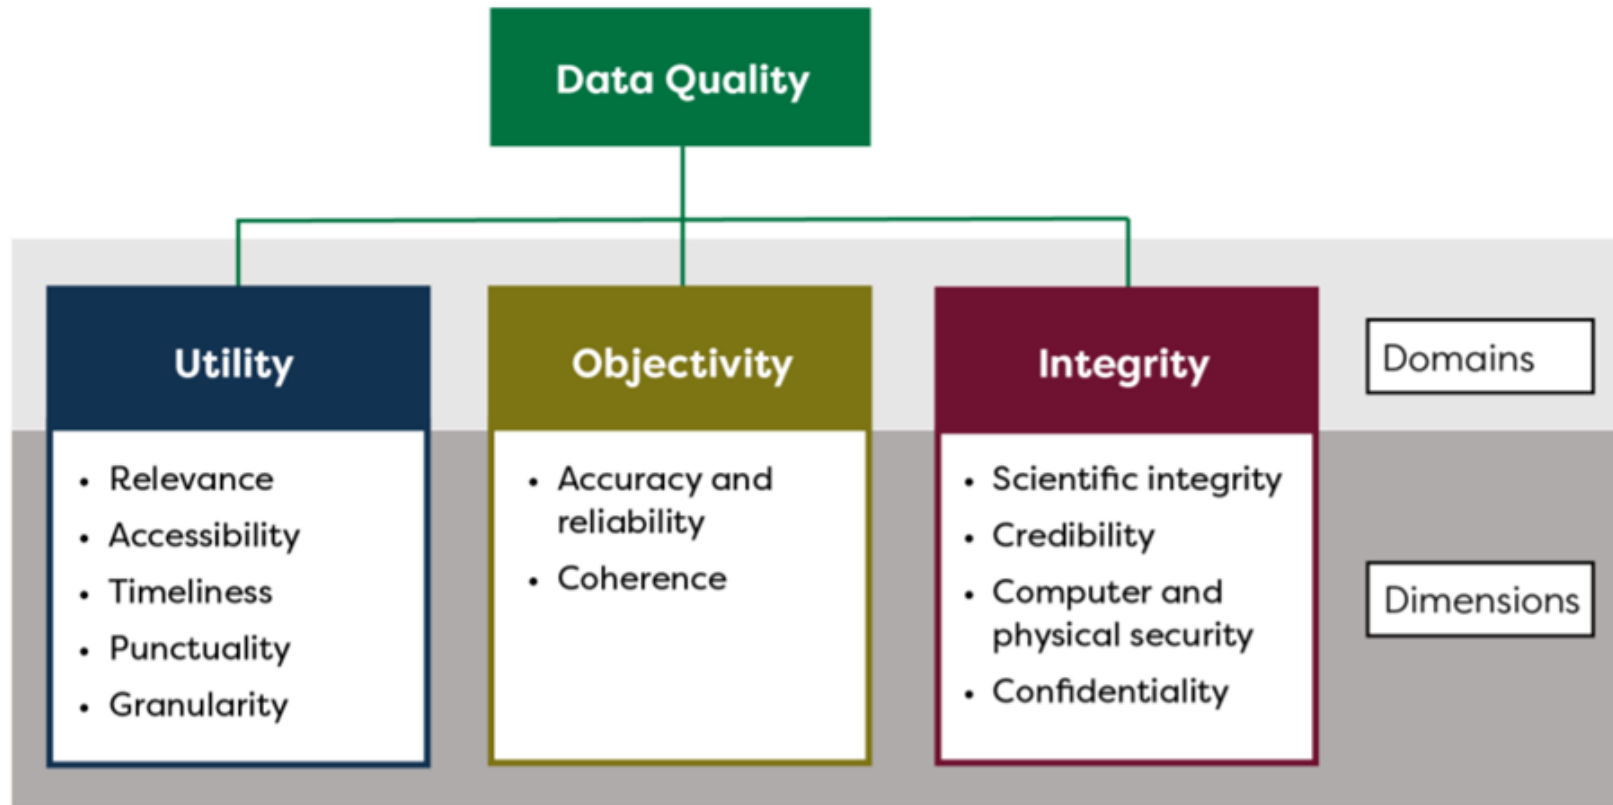 Data Quality
Utility
• Relevance
• Accessibility
• Timeliness
• Punctuality
• Granularity
Objectivity
• Accuracy and
reliability
• Coherence
Integrity
• Scientific integrity
• Credibility
• Computer and
physical security
• Confidentiality
Domains
Dimensions